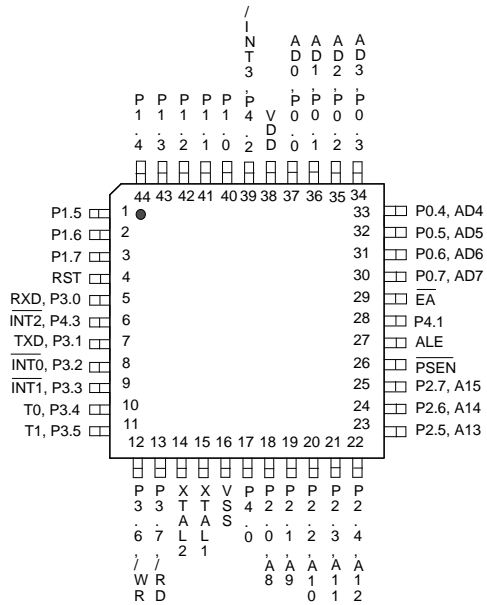 /INT3, P4.2
AD0, P0.0
AD1, P0.1
AD2, P0.2
AD3, P0.3
P1.4
P1.3
P1.2
P1.1
P1.0
VDD
44 43 42 41 40 39 38 37 36 35 34
P1.5 1
P1.6 2
P1.7 3
RST 4
RXD, P3.0 5
INT2, P4.3 6
TXD, P3.1 7
INT0, P3.2 8
INT1, P3.3 9
T0, P3.4 10
T1, P3.5 11
33 P0.4, AD4
32 P0.5, AD5
31 P0.6, AD6
30 P0.7, AD7
29 EA
28 P4.1
27 ALE
26 PSEN
25 P2.7, A15
24 P2.6, A14
23 P2.5, A13
12 13 14 15 16 17 18 19 20 21 22
P3.6, /WR
P3.7, /RD
XTAL2
XTAL1
VSS
P4.0
P2.0, A8
P2.1, A9
P2.2, A10
P2.3, A11
P2.4, A12